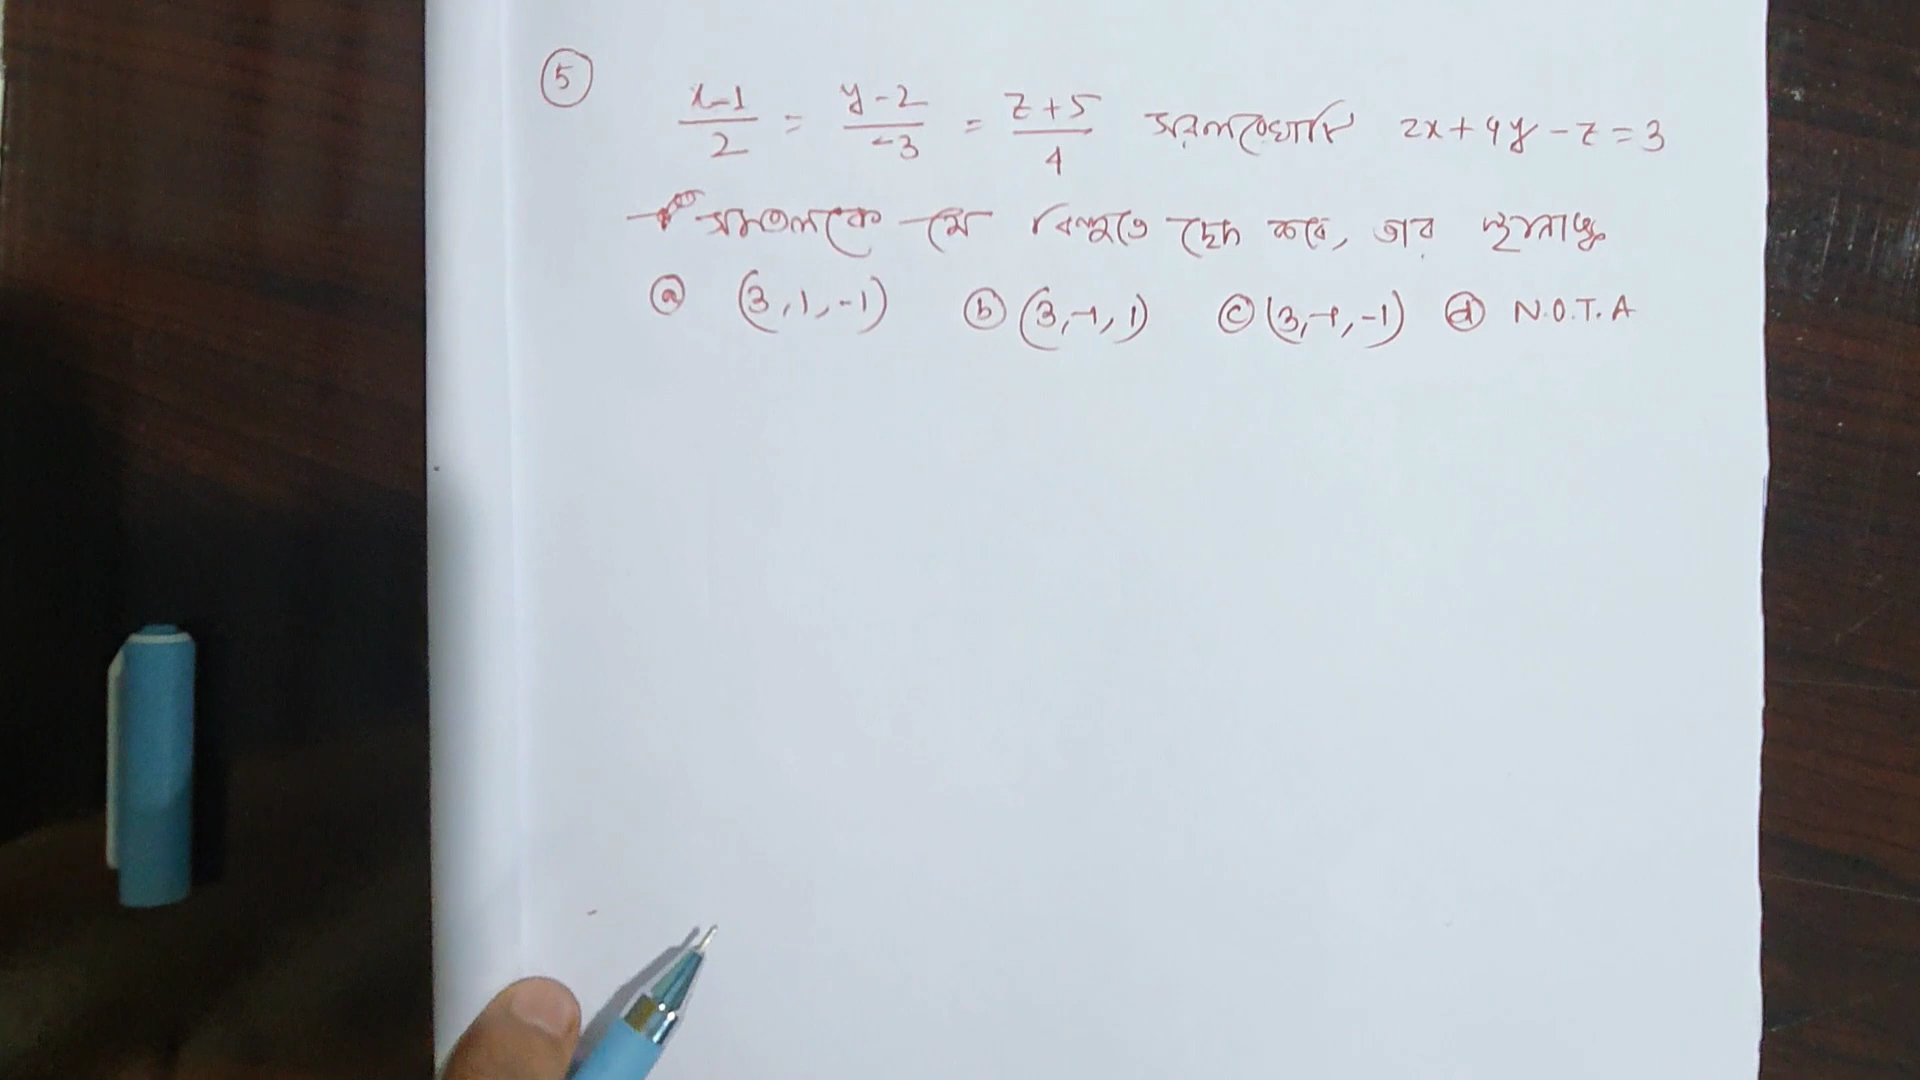 ⑤ (x-1)/2 = (y-2)/-3 = (z+5)/4 সরলরেখাটি 2x+4y-z=3
সমতলকে যে বিন্দুতে ছেদ করে, তার স্থানাঙ্ক
ⓐ (3,1,-1) ⓑ (3,-1,1) ⓒ (3,-1,-1) ⓓ N.O.T.A